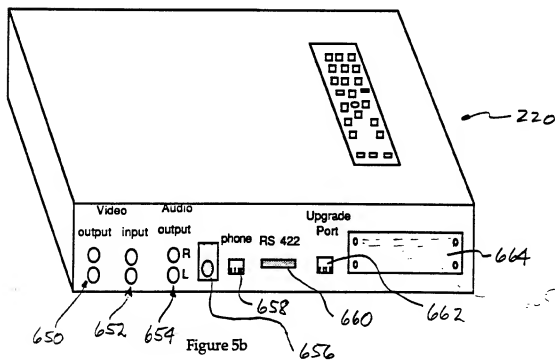 220
Video
Audio
output
input
output
R
L
phone
RS 422
Upgrade
Port
664
650
652
654
656
658
660
662
Figure 5b